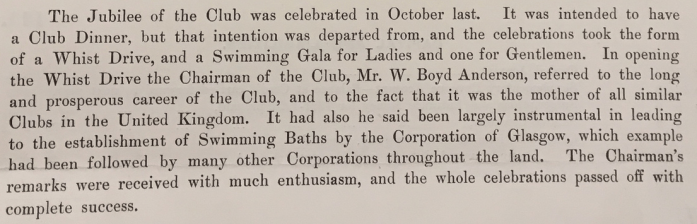 The Jubilee of the Club was celebrated in October last. It was intended to have
a Club Dinner, but that intention was departed from, and the celebrations took the form
of a Whist Drive, and a Swimming Gala for Ladies and one for Gentlemen. In opening
the Whist Drive the Chairman of the Club, Mr. W. Boyd Anderson, referred to the long
and prosperous career of the Club, and to the fact that it was the mother of all similar
Clubs in the United Kingdom. It had also he said been largely instrumental in leading
to the establishment of Swimming Baths by the Corporation of Glasgow, which example
had been followed by many other Corporations throughout the land. The Chairman's
remarks were received with much enthusiasm, and the whole celebrations passed off with
complete success.